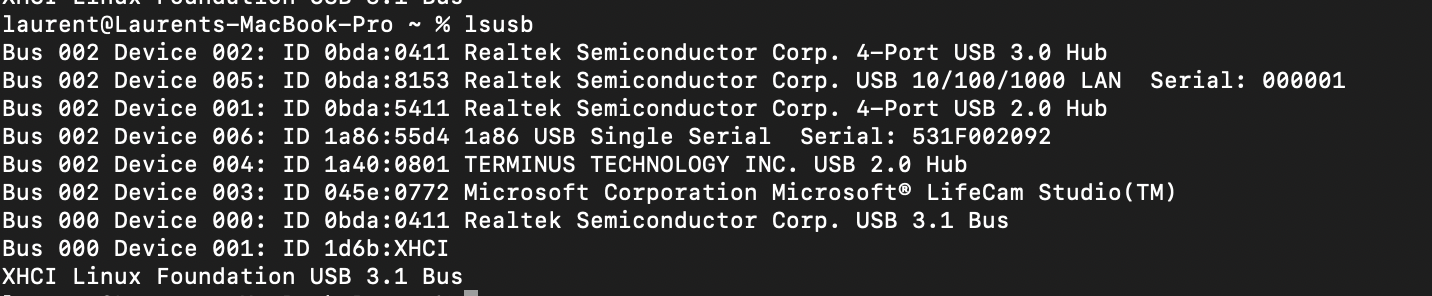 XHCI Linux Foundation USB 3.1 Bus
laurent@Laurents-MacBook-Pro ~ % lsusb
Bus 002 Device 002: ID 0bda:0411 Realtek Semiconductor Corp. 4-Port USB 3.0 Hub
Bus 002 Device 005: ID 0bda:8153 Realtek Semiconductor Corp. USB 10/100/1000 LAN  Serial: 000001
Bus 002 Device 001: ID 0bda:5411 Realtek Semiconductor Corp. 4-Port USB 2.0 Hub
Bus 002 Device 006: ID 1a86:55d4 1a86 USB Single Serial  Serial: 531F002092
Bus 002 Device 004: ID 1a40:0801 TERMINUS TECHNOLOGY INC. USB 2.0 Hub
Bus 002 Device 003: ID 045e:0772 Microsoft Corporation Microsoft® LifeCam Studio(TM)
Bus 000 Device 000: ID 0bda:0411 Realtek Semiconductor Corp. USB 3.1 Bus
Bus 000 Device 001: ID 1d6b:XHCI
XHCI Linux Foundation USB 3.1 Bus